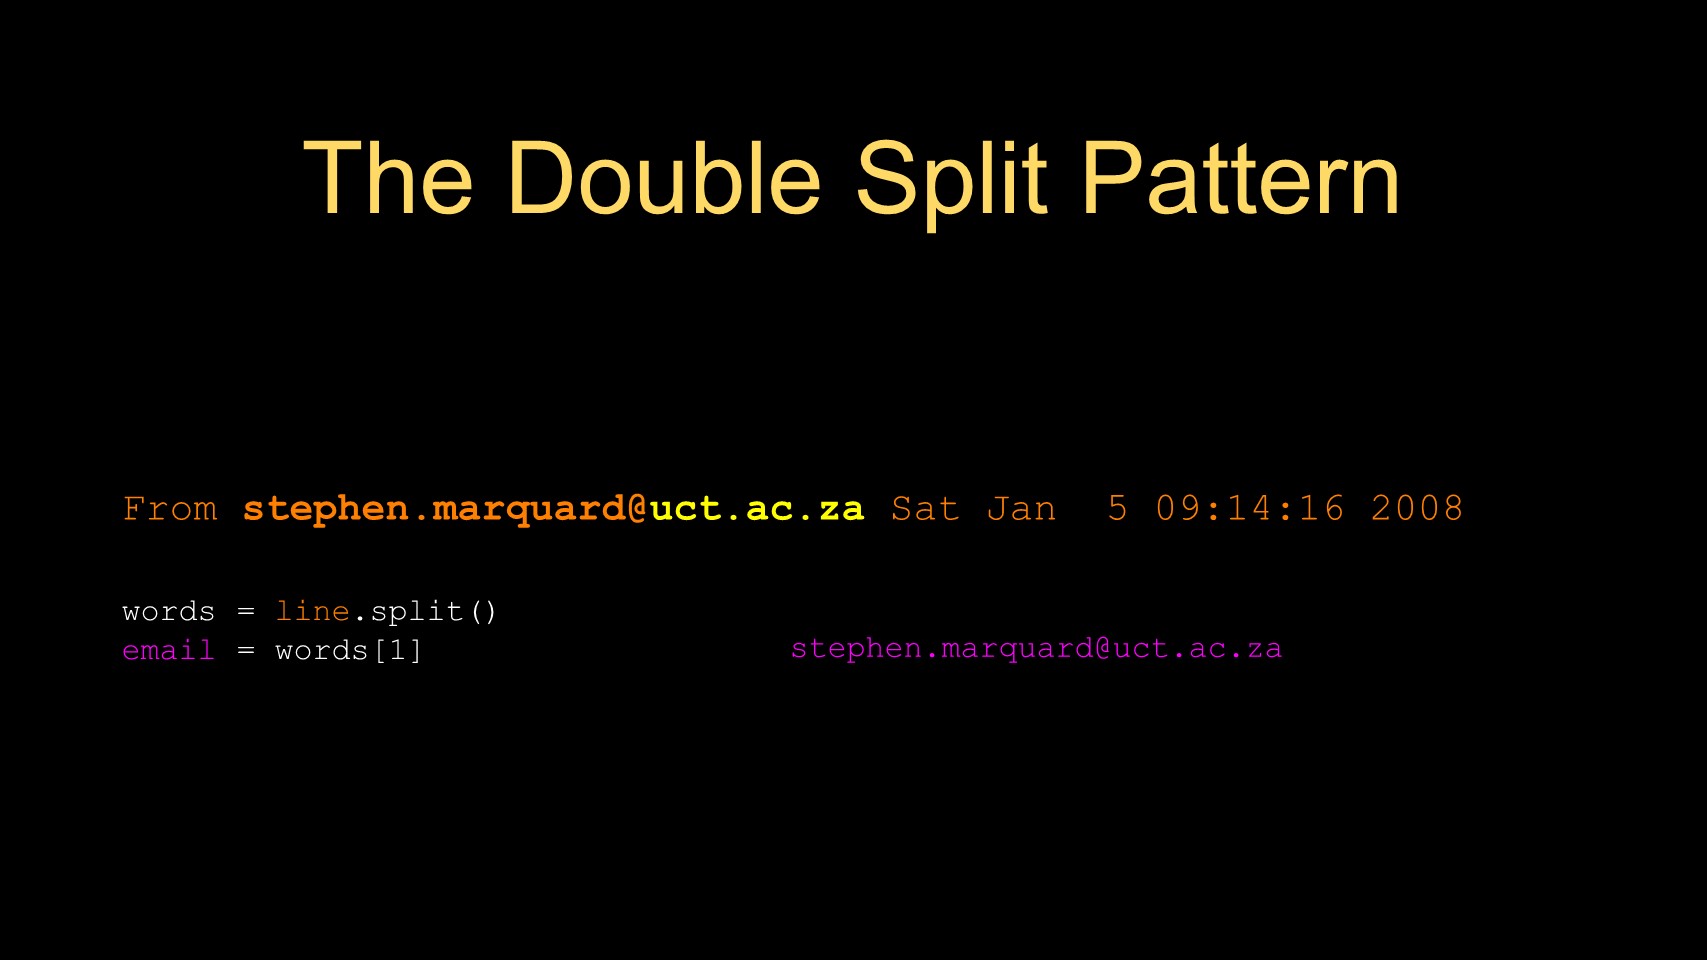 The Double Split Pattern
From stephen.marquard@uct.ac.za Sat Jan  5 09:14:16 2008
words = line.split()
email = words[1]
stephen.marquard@uct.ac.za